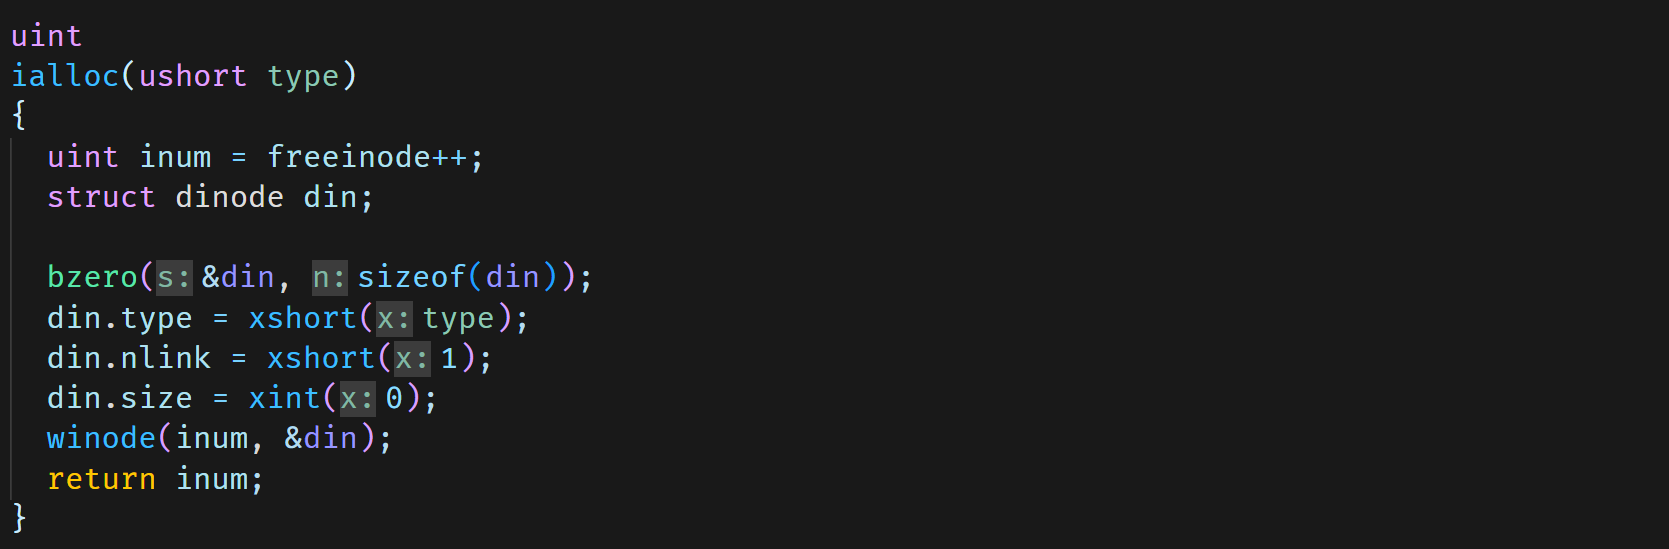 uint
ialloc(ushort type)
{
  uint inum = freeinode++;
  struct dinode din;

  bzero(s: &din, n: sizeof(din));
  din.type = xshort(x: type);
  din.nlink = xshort(x: 1);
  din.size = xint(x: 0);
  winode(inum, &din);
  return inum;
}